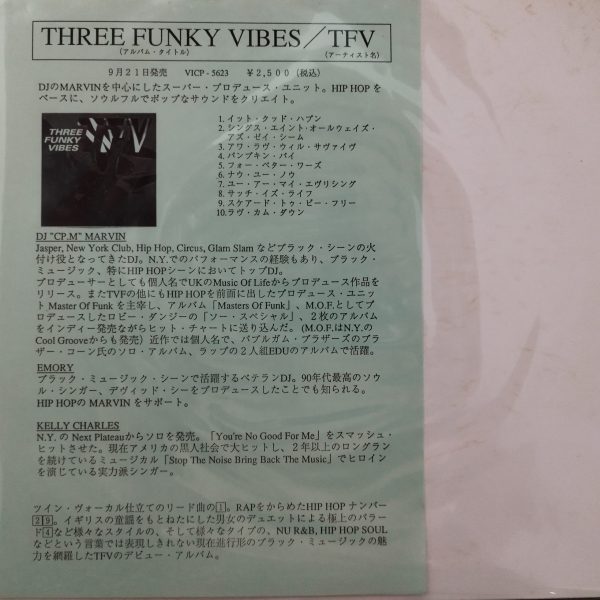 THREE FUNKY VIBES／TFV
(アルバム・タイトル) (アーティスト名)
9月21日発売 VICP - 5623 ￥2,500 (税込)
DJのMARVINを中心にしたスーパー・プロデュース・ユニット。HIP HOP を
ベースに、ソウルフルでポップなサウンドをクリエイト。
THREE
FUNKY
VIBES
1. イット・クッド・ハプン
2. シングス・エイント・オールウェイズ・
アズ・ゼイ・シーム
3. アワ・ラヴ・ウィル・サヴァイヴ
4. パンプキン・パイ
5. フォー・ベター・ワーズ
6. ナウ・ユー・ノウ
7. ユー・アー・マイ・エヴリシング
8. サッチ・イズ・ライフ
9. スケアード・トゥ・ビー・フリー
10. ラヴ・カム・ダウン
DJ "CP.M" MARVIN
Jasper, New York Club, Hip Hop, Circus, Glam Slam などブラック・シーンの火
付け役となってきたDJ。N.Y.でのパフォーマンスの経験もあり、ブラック・
ミュージック、特にHIP HOPシーンにおいてトップDJ。
プロデューサーとしても個人名でUKのMusic Of Lifeからプロデュース作品を
リリース。またTVFの他にもHIP HOPを前面に出したプロデュース・ユニッ
ト Master Of Funk を主宰し、アルバム「Masters Of Funk」、M.O.F.としてプ
ロデュースしたロビー・ダンジーの「ソー・スペシャル」、2枚のアルバム
をインディー発売ながらヒット・チャートに送り込んだ。(M.O.F.はN.Y.の
Cool Grooveからも発売) 近作では個人名で、バブルガム・ブラザーズのブラ
ザー・コーン氏のソロ・アルバム、ラップの2人組EDUのアルバムで活躍。
EMORY
ブラック・ミュージック・シーンで活躍するベテランDJ。90年代最高のソウ
ル・シンガー、デヴィッド・シーをプロデュースしたことでも知られる。
HIP HOPの MARVIN をサポート。
KELLY CHARLES
N.Y. の Next Plateauからソロを発売。「You're No Good For Me」をスマッシュ・
ヒットさせた。現在アメリカの黒人社会で大ヒットし、2年以上のロングラン
を続けているミュージカル「Stop The Noise Bring Back The Music」でヒロイン
を演じている実力派シンガー。
ツイン・ヴォーカル仕立てのリード曲の1。RAPをからめたHIP HOP ナンバー
2 9。イギリスの童謡をもとねたにした男女のデュエットによる極上のバラー
ド4など様々なスタイルの、そして様々なタイプの、NU R&B, HIP HOP SOUL
などという言葉では表現しきれない現在進行形のブラック・ミュージックの魅
力を網羅したTFVのデビュー・アルバム。